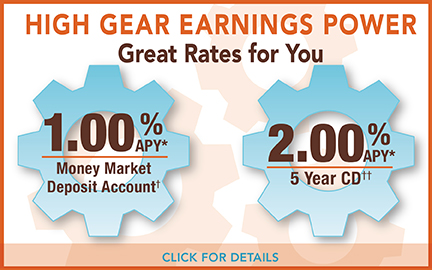 HIGH GEAR EARNINGS POWER
Great Rates for You
1.00% APY*
Money Market
Deposit Account†
2.00% APY*
5 Year CD††
CLICK FOR DETAILS